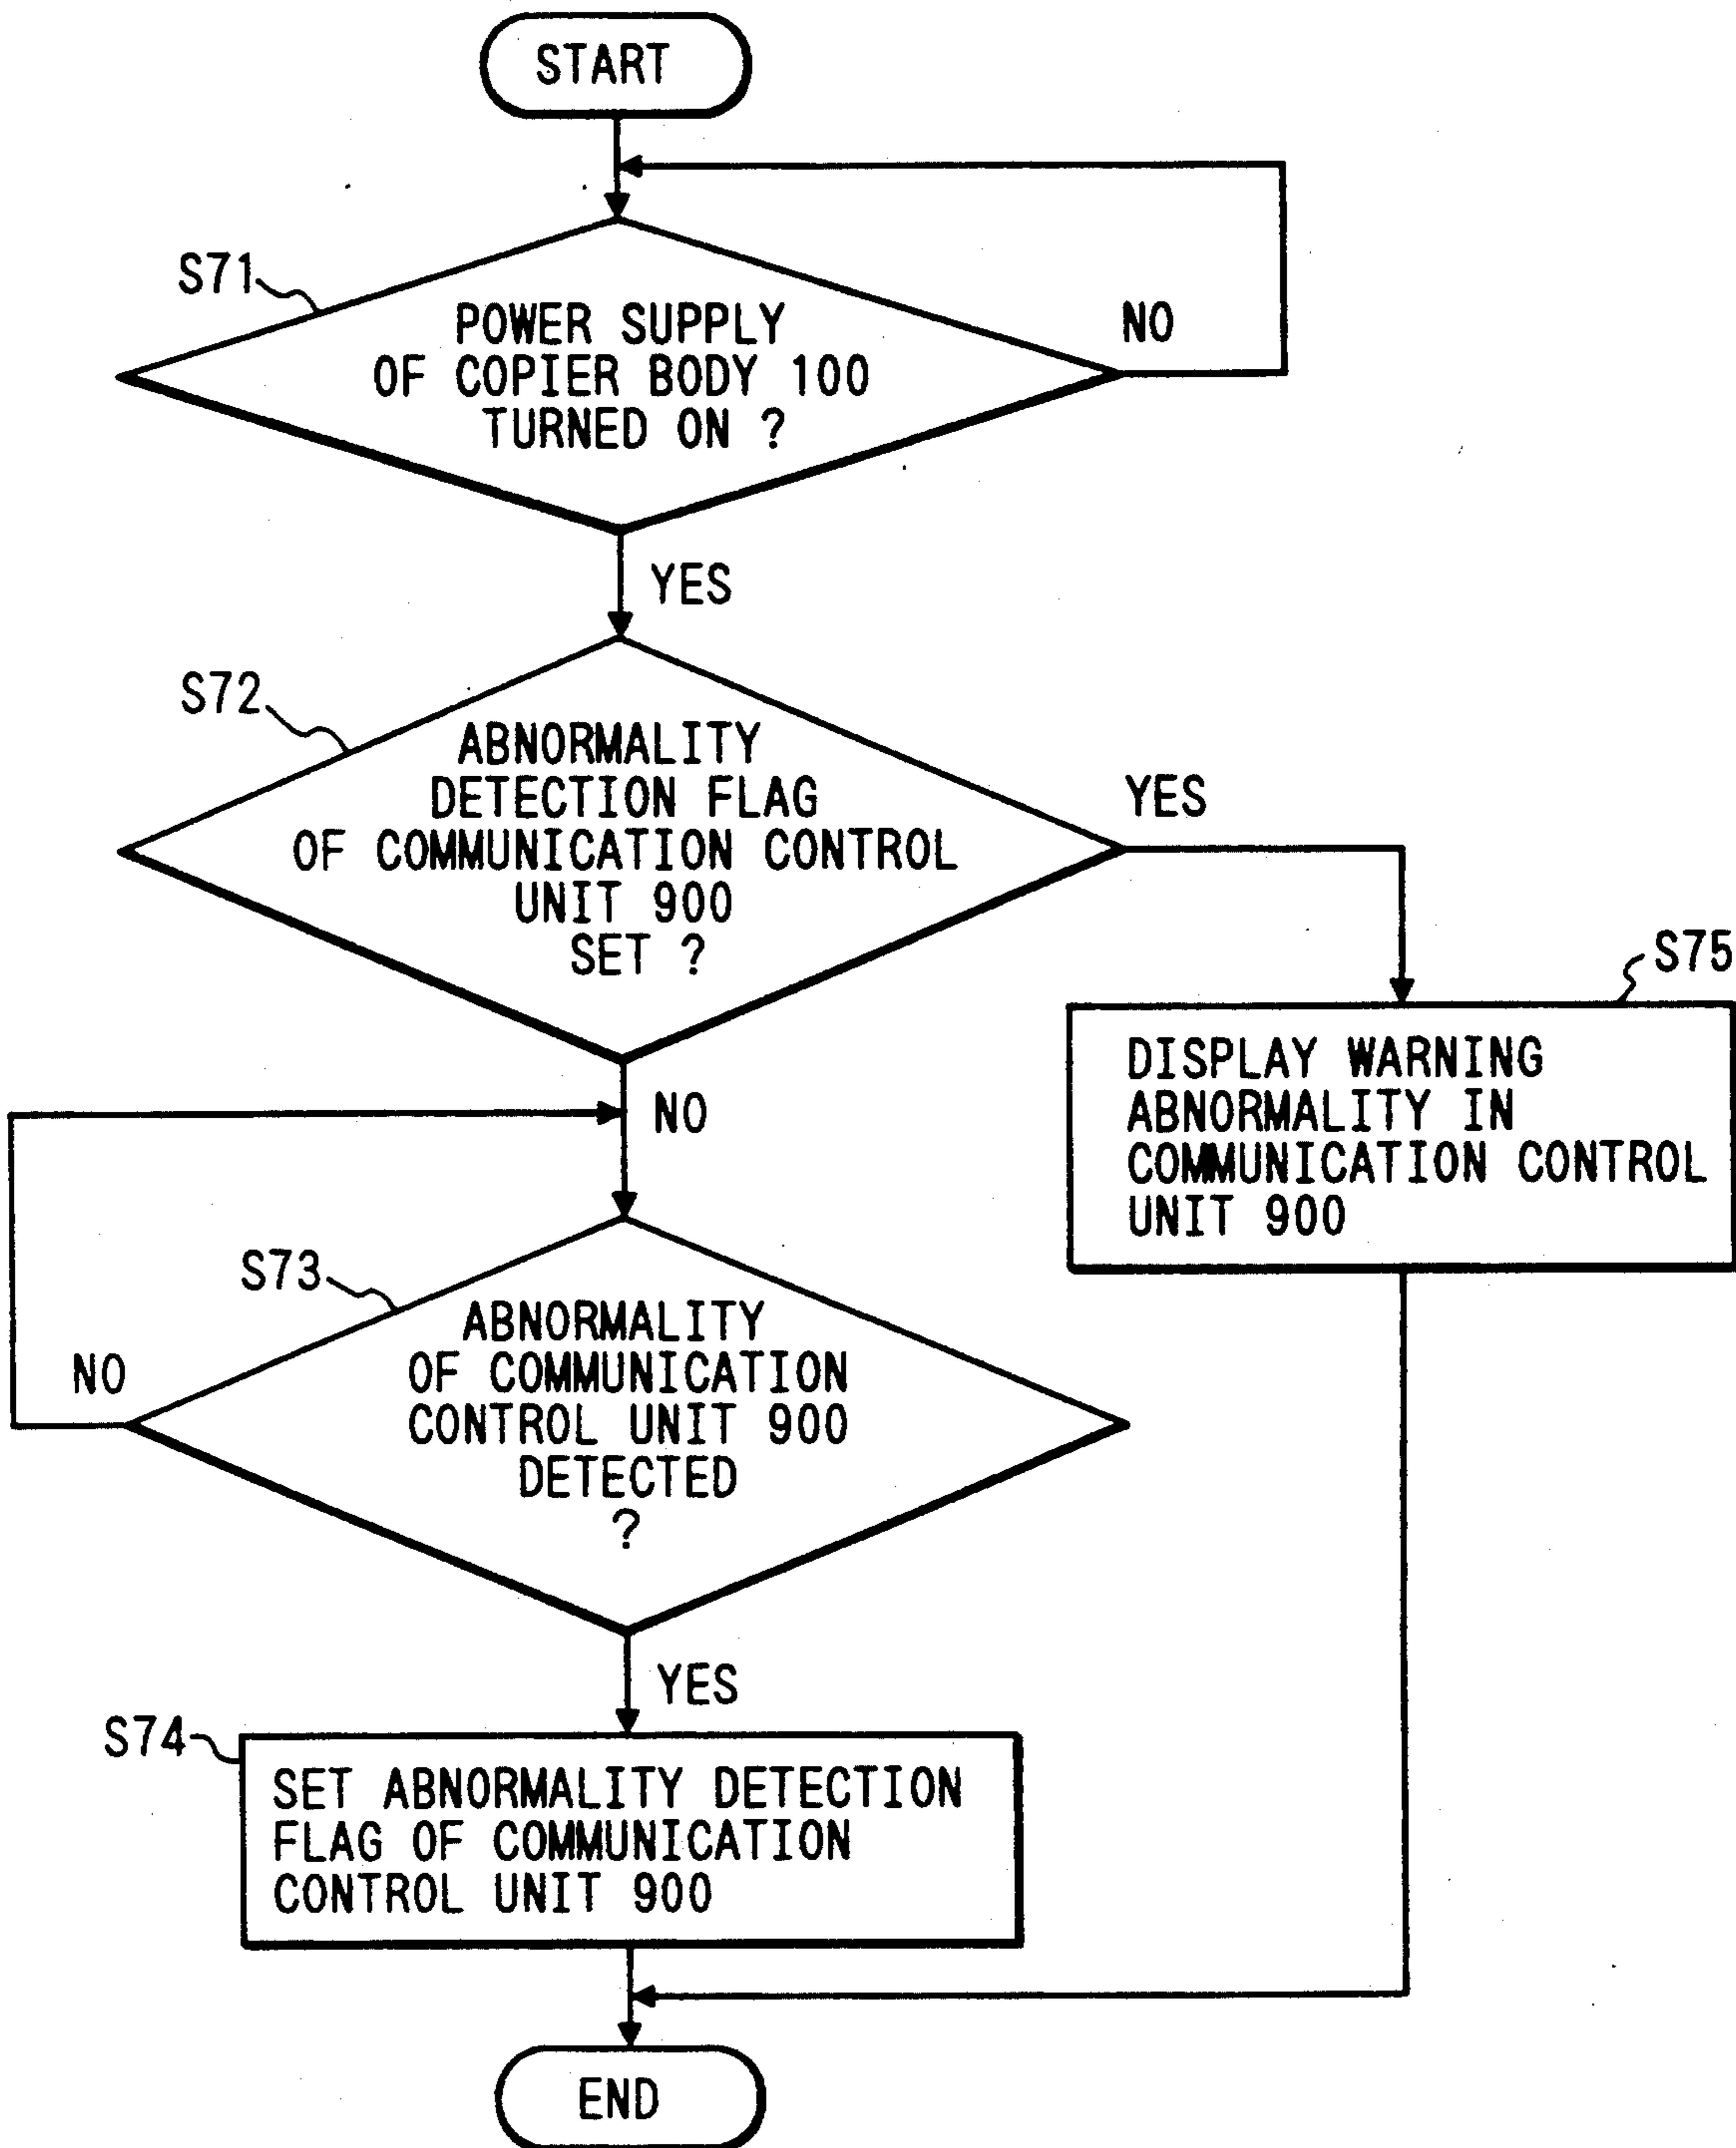 START
S71
POWER SUPPLY
OF COPIER BODY 100
TURNED ON ?
NO
YES
S72
ABNORMALITY
DETECTION FLAG
OF COMMUNICATION CONTROL
UNIT 900
SET ?
YES
S75
DISPLAY WARNING
ABNORMALITY IN
COMMUNICATION CONTROL
UNIT 900
NO
S73
ABNORMALITY
OF COMMUNICATION
CONTROL UNIT 900
DETECTED
?
NO
YES
S74
SET ABNORMALITY DETECTION
FLAG OF COMMUNICATION
CONTROL UNIT 900
END